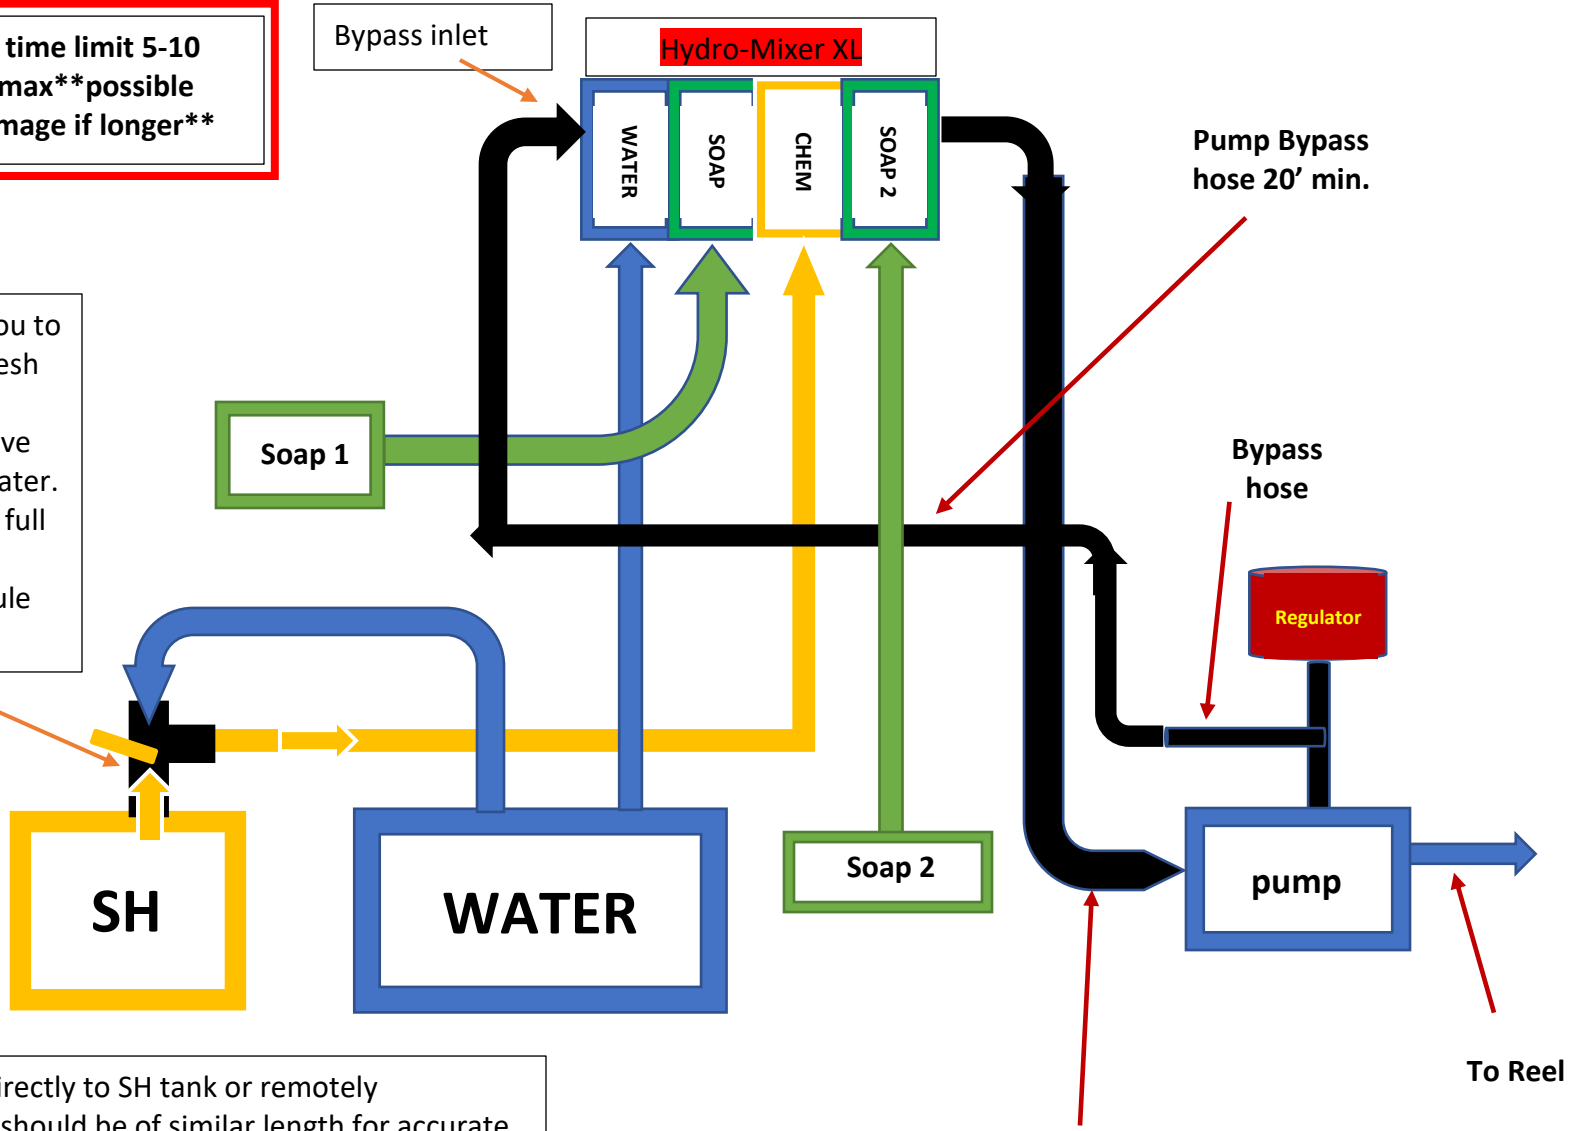 time limit 5-10
max**possible
mage if longer**
Bypass inlet
Hydro-Mixer XL
WATER
SOAP
CHEM
SOAP 2
Pump Bypass
hose 20’ min.
ou to
esh
ve
ater.
full
ule
Soap 1
Bypass
hose
Regulator
SH
WATER
Soap 2
pump
To Reel
irectly to SH tank or remotely
should be of similar length for accurate